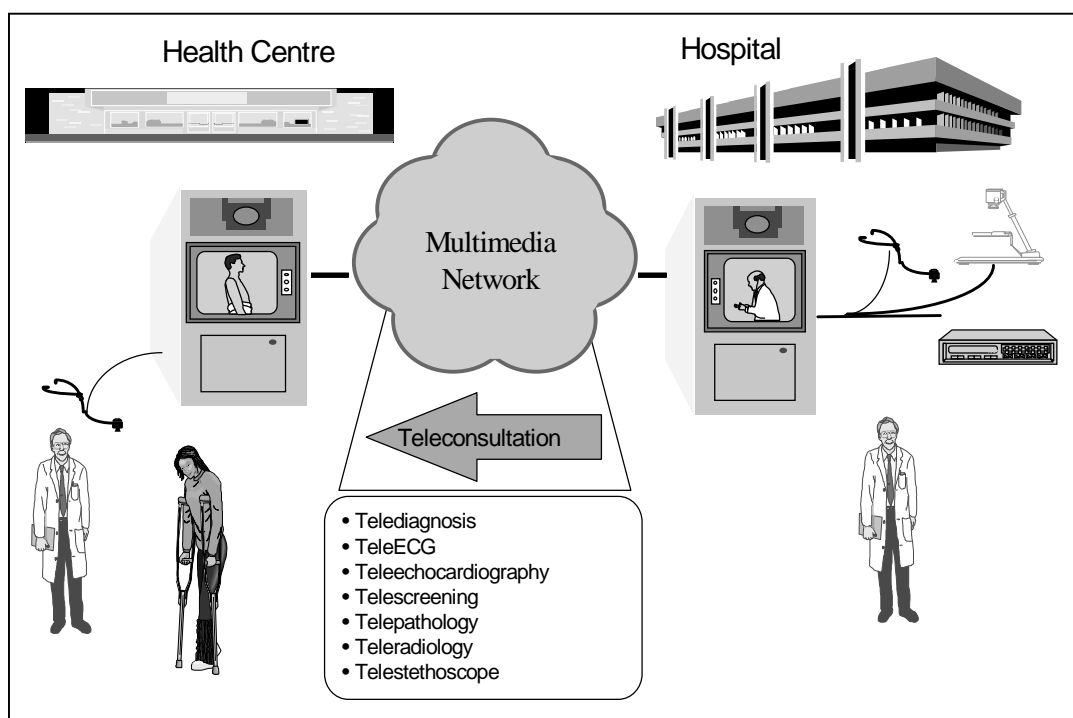 Health Centre
Hospital
Multimedia
Network
Teleconsultation
• Telediagnosis
• TeleECG
• Teleechocardiography
• Telescreening
• Telepathology
• Teleradiology
• Telestethoscope